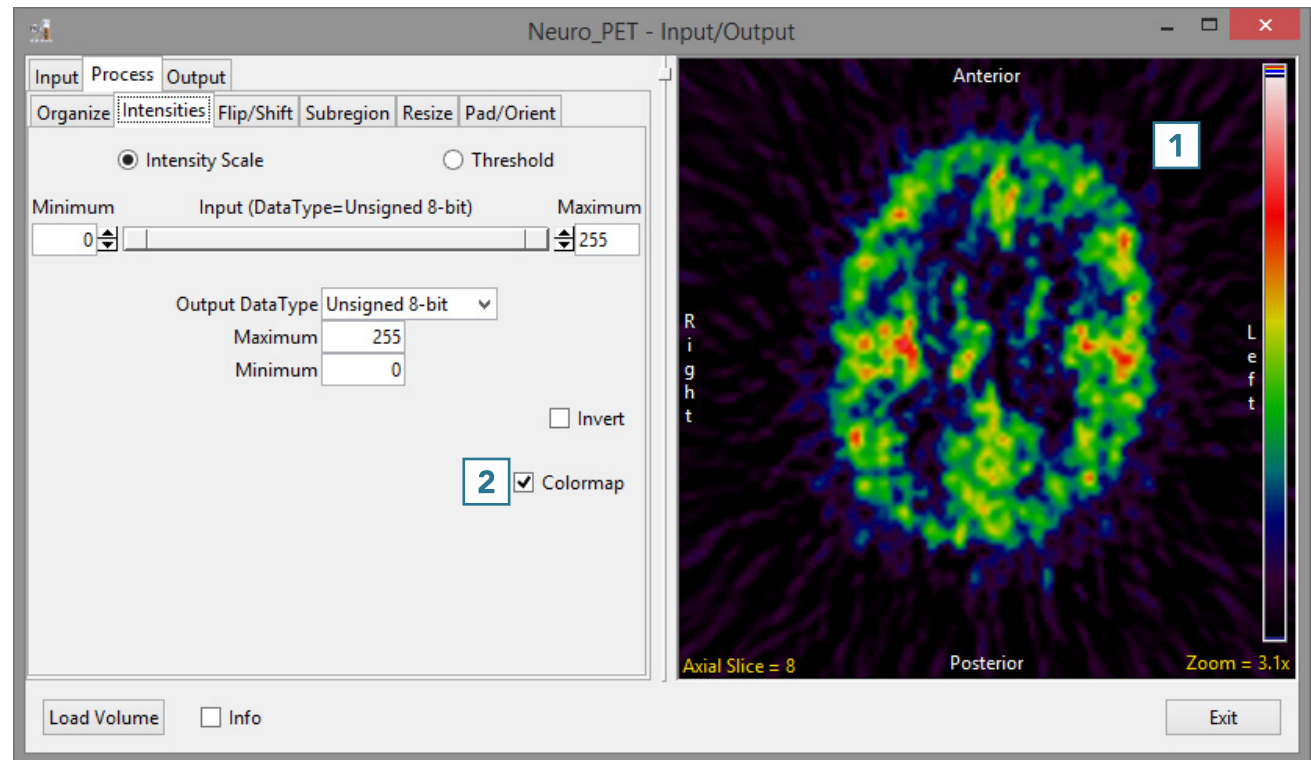 Neuro_PET - Input/Output
Input Process Output
Organize Intensities Flip/Shift Subregion Resize Pad/Orient
Intensity Scale Threshold
Minimum Input (DataType=Unsigned 8-bit) Maximum
0 255
Output DataType Unsigned 8-bit
Maximum 255
Minimum 0
Invert
2 Colormap
Load Volume Info
Anterior
1
Right
Left
Axial Slice = 8 Posterior Zoom = 3.1x
Exit